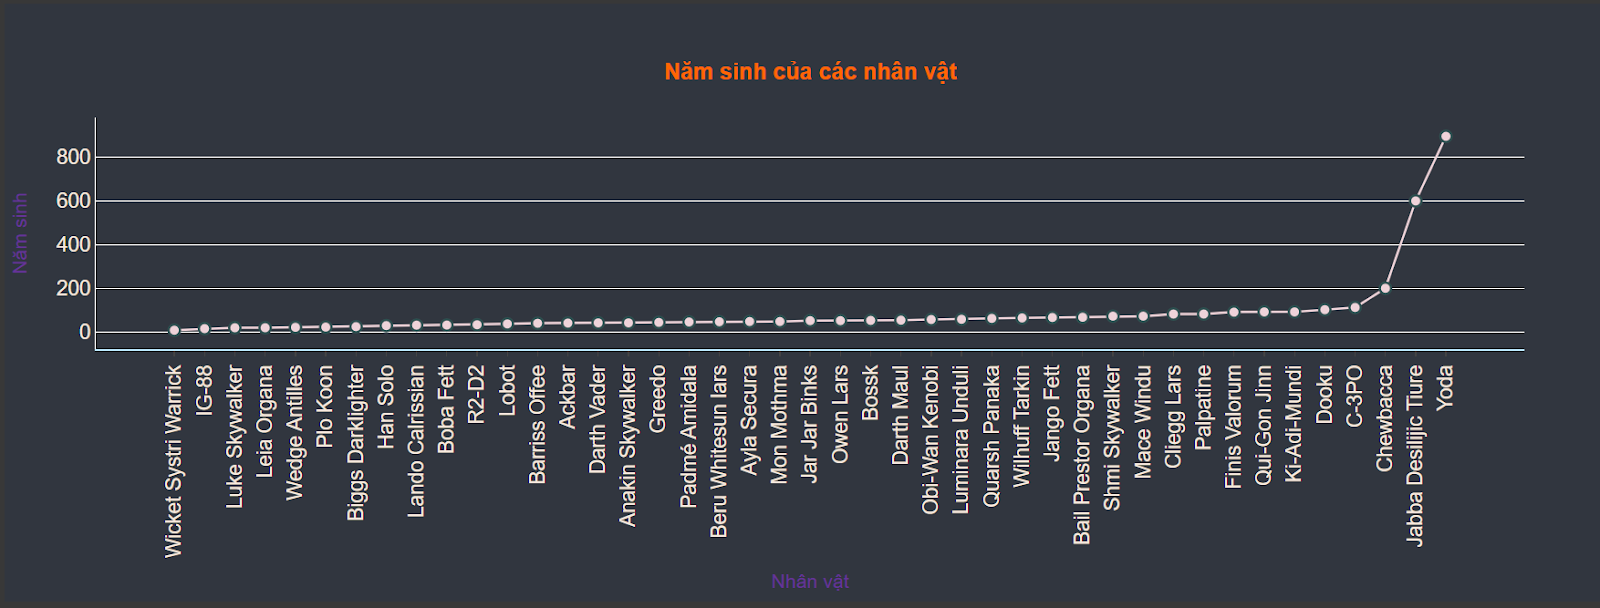 Năm sinh của các nhân vật
Năm sinh
800
600
400
200
0
Wicket Systri Warrick
IG-88
Luke Skywalker
Leia Organa
Wedge Antilles
Plo Koon
Biggs Darklighter
Han Solo
Lando Calrissian
Boba Fett
R2-D2
Lobot
Barriss Offee
Ackbar
Darth Vader
Anakin Skywalker
Greedo
Padmé Amidala
Beru Whitesun lars
Ayla Secura
Mon Mothma
Jar Jar Binks
Owen Lars
Bossk
Darth Maul
Obi-Wan Kenobi
Luminara Unduli
Quarsh Panaka
Wilhuff Tarkin
Jango Fett
Bail Prestor Organa
Shmi Skywalker
Mace Windu
Cliegg Lars
Palpatine
Finis Valorum
Qui-Gon Jinn
Ki-Adi-Mundi
Dooku
C-3PO
Chewbacca
Jabba Desilijic Tiure
Yoda
Nhân vật